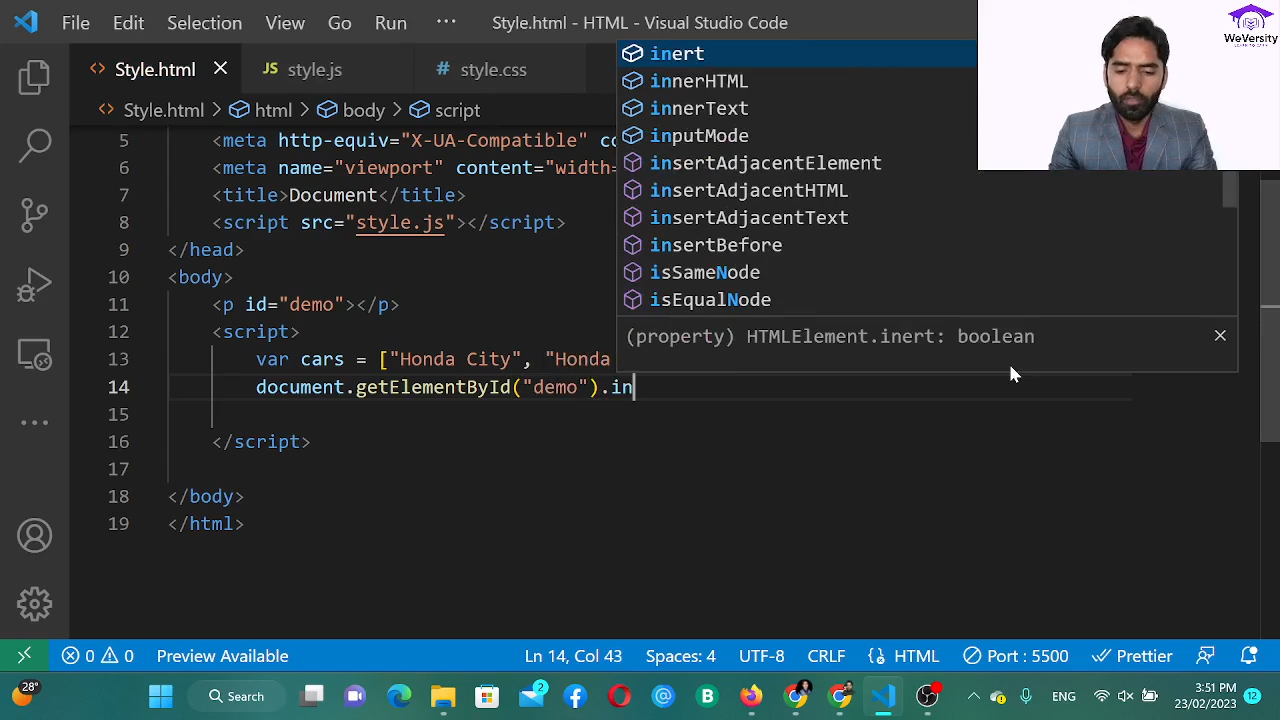 File Edit Selection View Go Run ··· Style.html - HTML - Visual Studio Code
WeVersity
Style.html JS style.js # style.css
Style.html > html > body > script
5 <meta http-equiv="X-UA-Compatible" co
6 <meta name="viewport" content="width=
7 <title>Document</title>
8 <script src="style.js"></script>
9 </head>
10 <body>
11 <p id="demo"></p>
12 <script>
13 var cars = ["Honda City", "Honda
14 document.getElementById("demo").in
15
16 </script>
17
18 </body>
19 </html>
inert
innerHTML
innerText
inputMode
insertAdjacentElement
insertAdjacentHTML
insertAdjacentText
insertBefore
isSameNode
isEqualNode
(property) HTMLElement.inert: boolean
0 0 Preview Available Ln 14, Col 43 Spaces: 4 UTF-8 CRLF HTML Port : 5500 Prettier
28° Search 2 B ENG 3:51 PM
23/02/2023 12